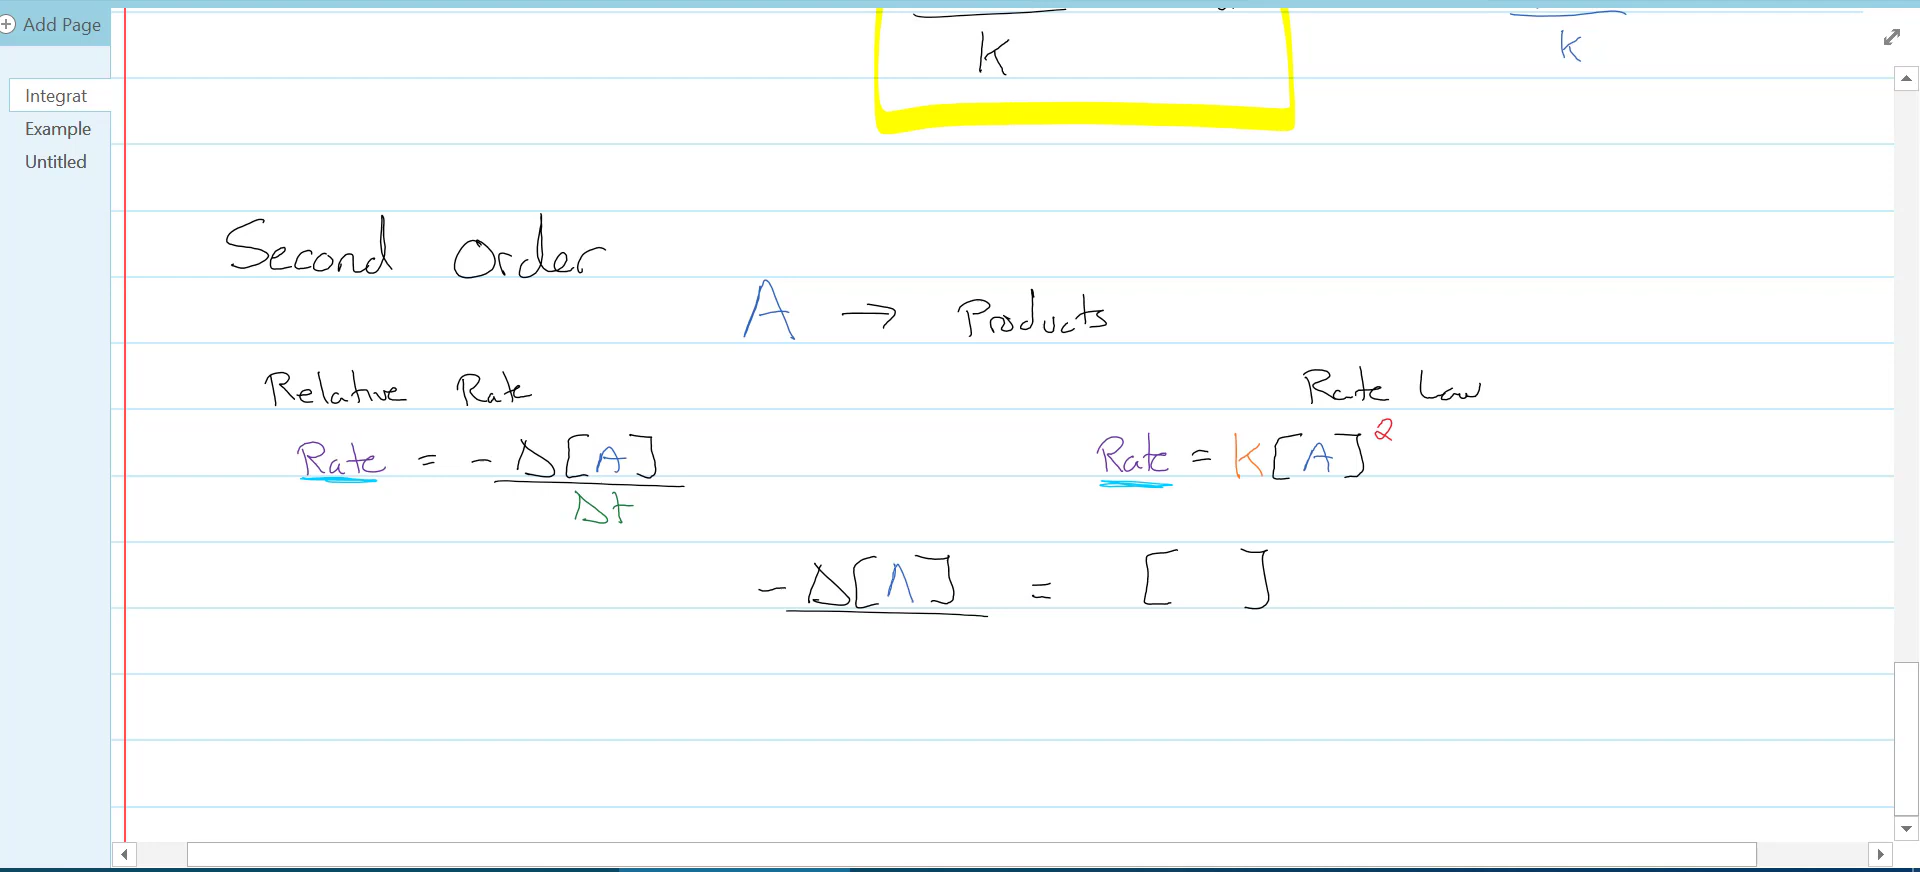 Add Page
Integrat
Example
Untitled
K
K
Second Order
A → Products
Relative Rate
Rate Law
Rate = - Δ[A]
Δt
Rate = K[A]²
- Δ[A] = [ ]